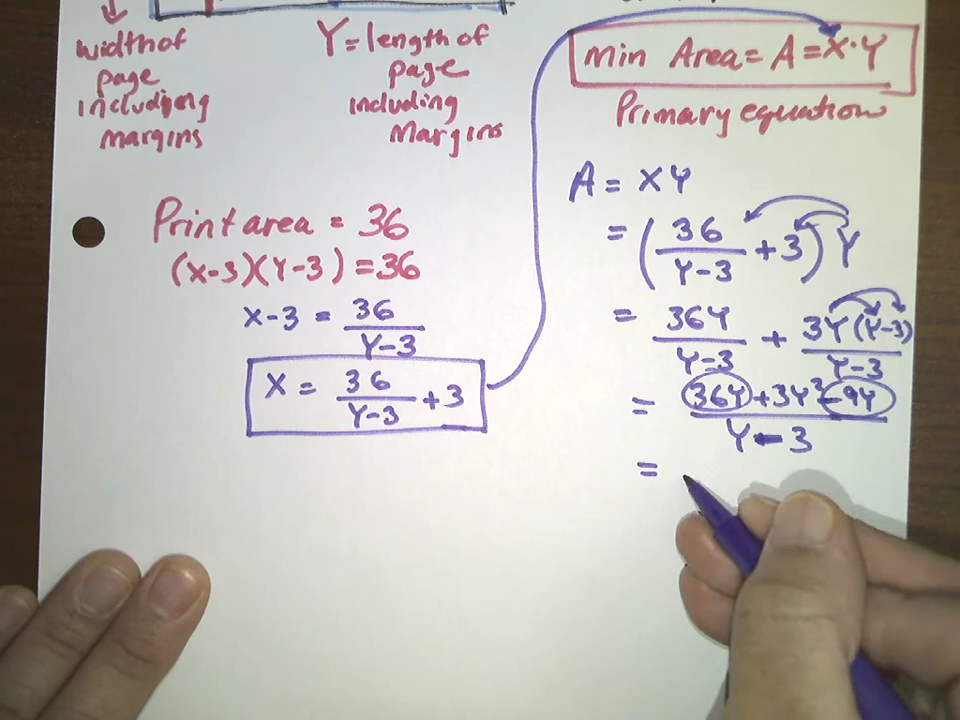 width of
page
including
margins
Y = length of
page
including
Margins
min Area = A = X·Y
Primary equation
Print area = 36
(X-3)(Y-3) = 36
X-3 = 36/(Y-3)
X = 36/(Y-3) + 3
A = XY
= (36/(Y-3) + 3) Y
= 36Y/(Y-3) + 3Y(Y-3)/(Y-3)
= (36Y + 3Y² - 9Y)/(Y-3)
=